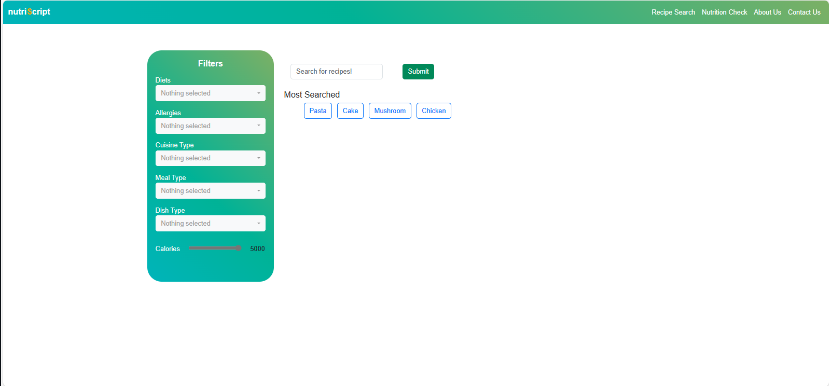 nutriScript
Recipe Search Nutrition Check About Us Contact Us
Filters
Diets
Nothing selected
Allergies
Nothing selected
Cuisine Type
Nothing selected
Meal Type
Nothing selected
Dish Type
Nothing selected
Calories 5000
Search for recipes! Submit
Most Searched
Pasta Cake Mushroom Chicken